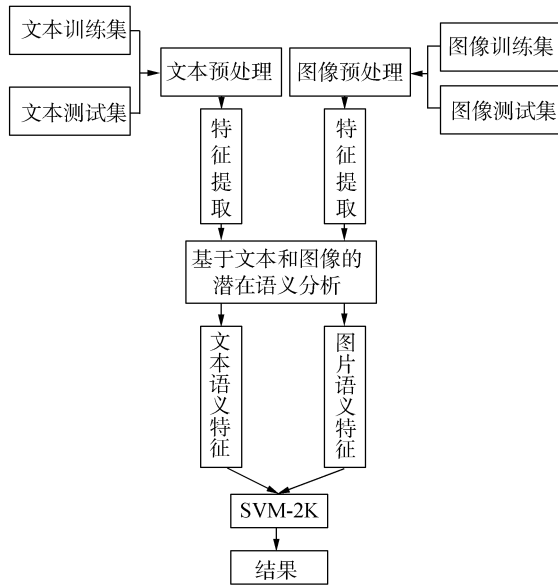 文本训练集
图像训练集
文本预处理
图像预处理
文本测试集
图像测试集
特征提取
特征提取
基于文本和图像的
潜在语义分析
文本语义特征
图片语义特征
SVM-2K
结果